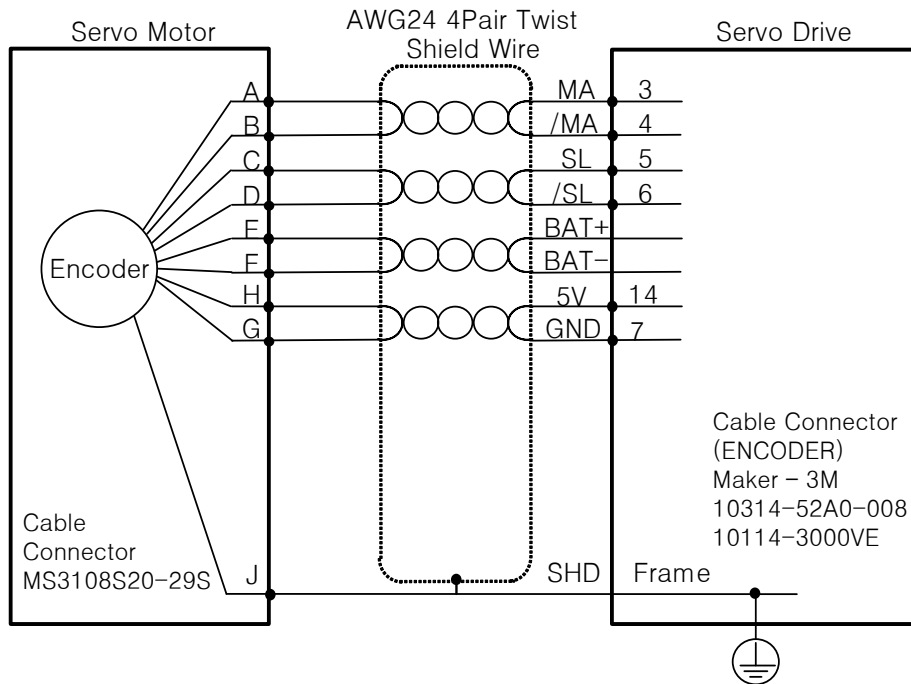 Servo Motor
AWG24 4Pair Twist
Shield Wire
Servo Drive
A MA 3
B /MA 4
C SL 5
D /SL 6
E BAT+
F BAT-
Encoder
H 5V 14
G GND 7
Cable Connector
(ENCODER)
Maker - 3M
10314-52A0-008
10114-3000VE
Cable
Connector
MS3108S20-29S
J SHD Frame